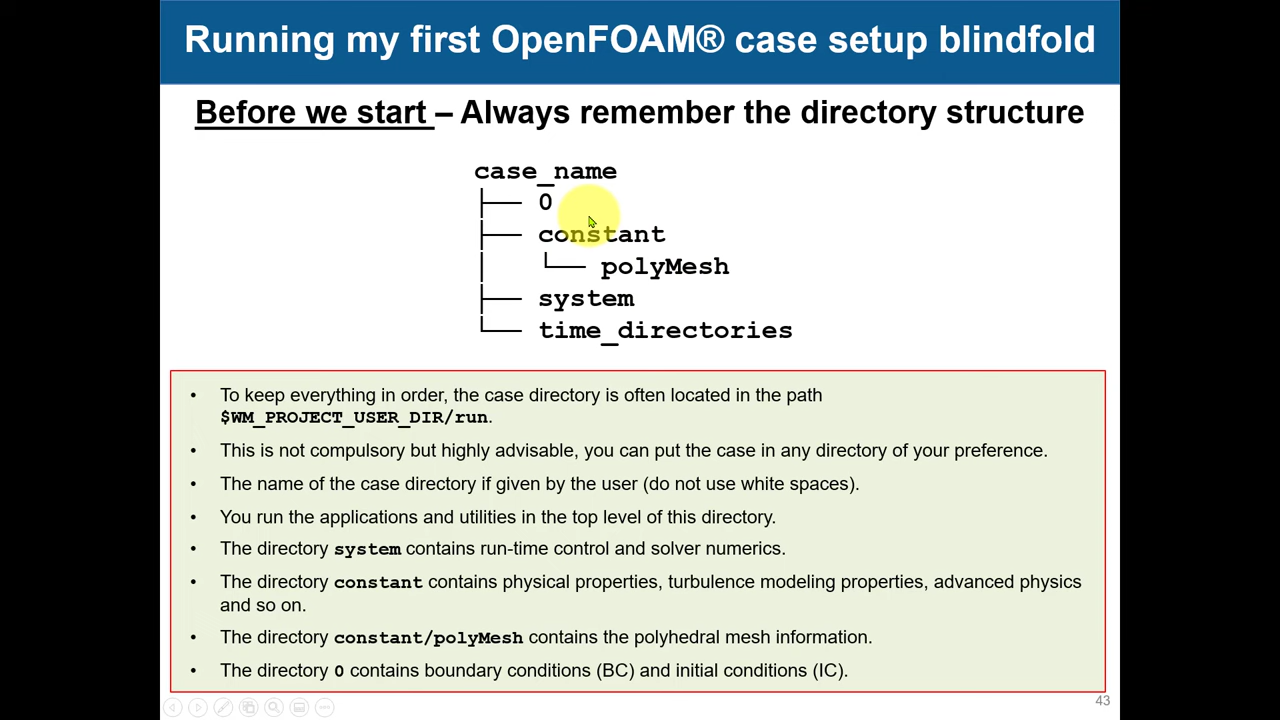 Running my first OpenFOAM® case setup blindfold
Before we start – Always remember the directory structure
case_name
├── 0
├── constant
│   └── polyMesh
├── system
└── time_directories
• To keep everything in order, the case directory is often located in the path
$WM_PROJECT_USER_DIR/run.
• This is not compulsory but highly advisable, you can put the case in any directory of your preference.
• The name of the case directory if given by the user (do not use white spaces).
• You run the applications and utilities in the top level of this directory.
• The directory system contains run-time control and solver numerics.
• The directory constant contains physical properties, turbulence modeling properties, advanced physics
and so on.
• The directory constant/polyMesh contains the polyhedral mesh information.
• The directory 0 contains boundary conditions (BC) and initial conditions (IC).
43